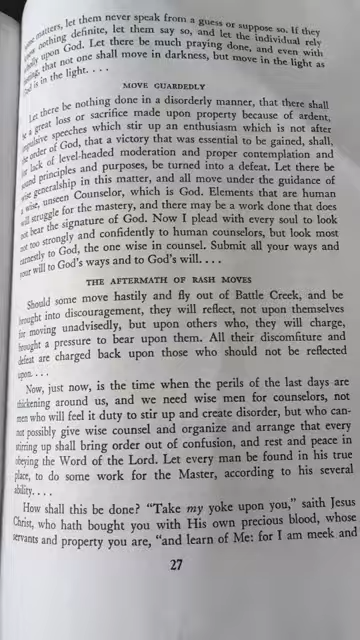 matters, let them never speak from a guess or suppose so. If they
know nothing definite, let them say so, and let the individual rely
wholly upon God. Let there be much praying done, and even with
fasting, that not one shall move in darkness, but move in the light as
God is in the light. . . .
MOVE GUARDEDLY
Let there be nothing done in a disorderly manner, that there shall
be a great loss or sacrifice made upon property because of ardent,
impulsive speeches which stir up an enthusiasm which is not after
the order of God, that a victory that was essential to be gained, shall,
for lack of level-headed moderation and proper contemplation and
sound principles and purposes, be turned into a defeat. Let there be
wise generalship in this matter, and all move under the guidance of
a wise, unseen Counselor, which is God. Elements that are human
will struggle for the mastery, and there may be a work done that does
not bear the signature of God. Now I plead with every soul to look
not too strongly and confidently to human counselors, but look most
earnestly to God, the one wise in counsel. Submit all your ways and
your will to God's ways and to God's will. . . .
THE AFTERMATH OF RASH MOVES
Should some move hastily and fly out of Battle Creek, and be
brought into discouragement, they will reflect, not upon themselves
for moving unadvisedly, but upon others who, they will charge,
brought a pressure to bear upon them. All their discomfiture and
defeat are charged back upon those who should not be reflected
upon. . . .
Now, just now, is the time when the perils of the last days are
thickening around us, and we need wise men for counselors, not
men who will feel it duty to stir up and create disorder, but who can-
not possibly give wise counsel and organize and arrange that every
stirring up shall bring order out of confusion, and rest and peace in
obeying the Word of the Lord. Let every man be found in his true
place, to do some work for the Master, according to his several
ability. . . .
How shall this be done? "Take my yoke upon you," saith Jesus
Christ, who hath bought you with His own precious blood, whose
servants and property you are, "and learn of Me: for I am meek and
27